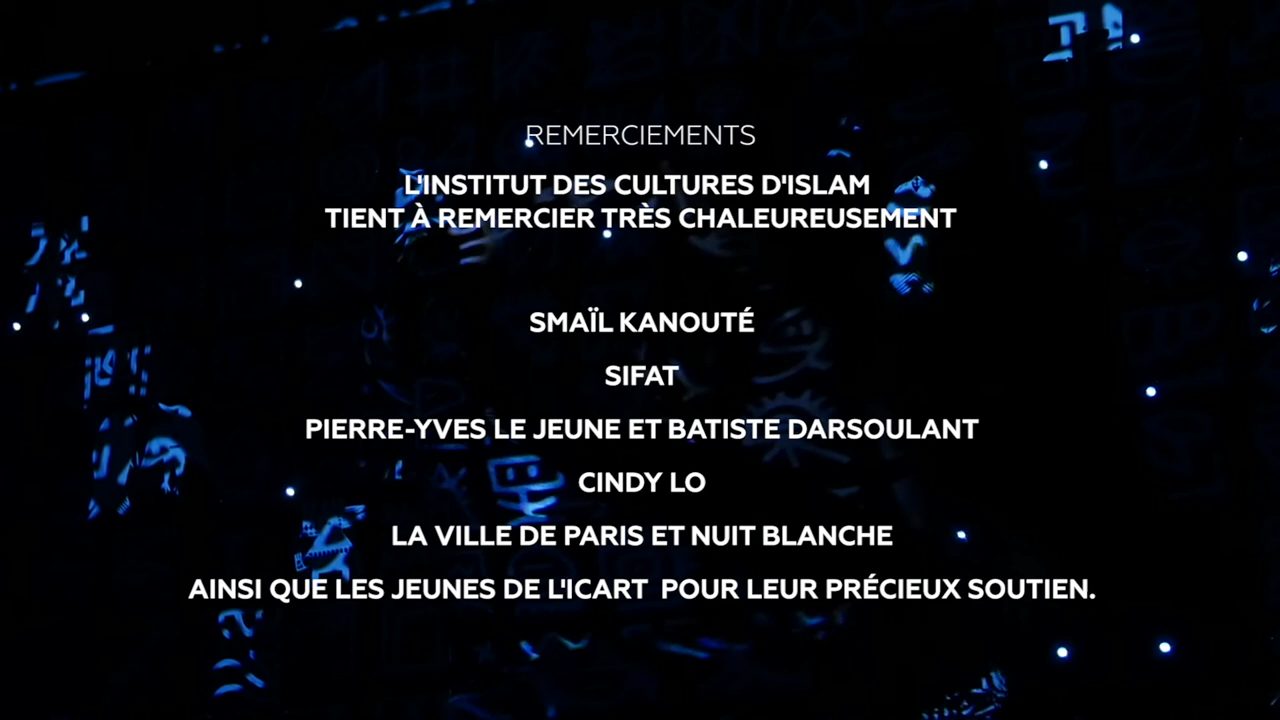 REMERCIEMENTS
L'INSTITUT DES CULTURES D'ISLAM
TIENT À REMERCIER TRÈS CHALEUREUSEMENT
SMAÏL KANOUTÉ
SIFAT
PIERRE-YVES LE JEUNE ET BATISTE DARSOULANT
CINDY LO
LA VILLE DE PARIS ET NUIT BLANCHE
AINSI QUE LES JEUNES DE L'ICART POUR LEUR PRÉCIEUX SOUTIEN.